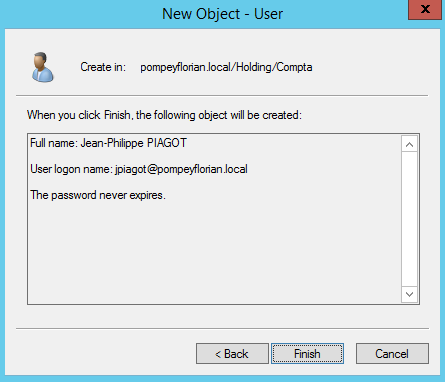 New Object - User
x
Create in: pompeyflorian.local/Holding/Compta
When you click Finish, the following object will be created:
Full name: Jean-Philippe PIAGOT
User logon name: jpiagot@pompeyflorian.local
The password never expires.
< Back Finish Cancel